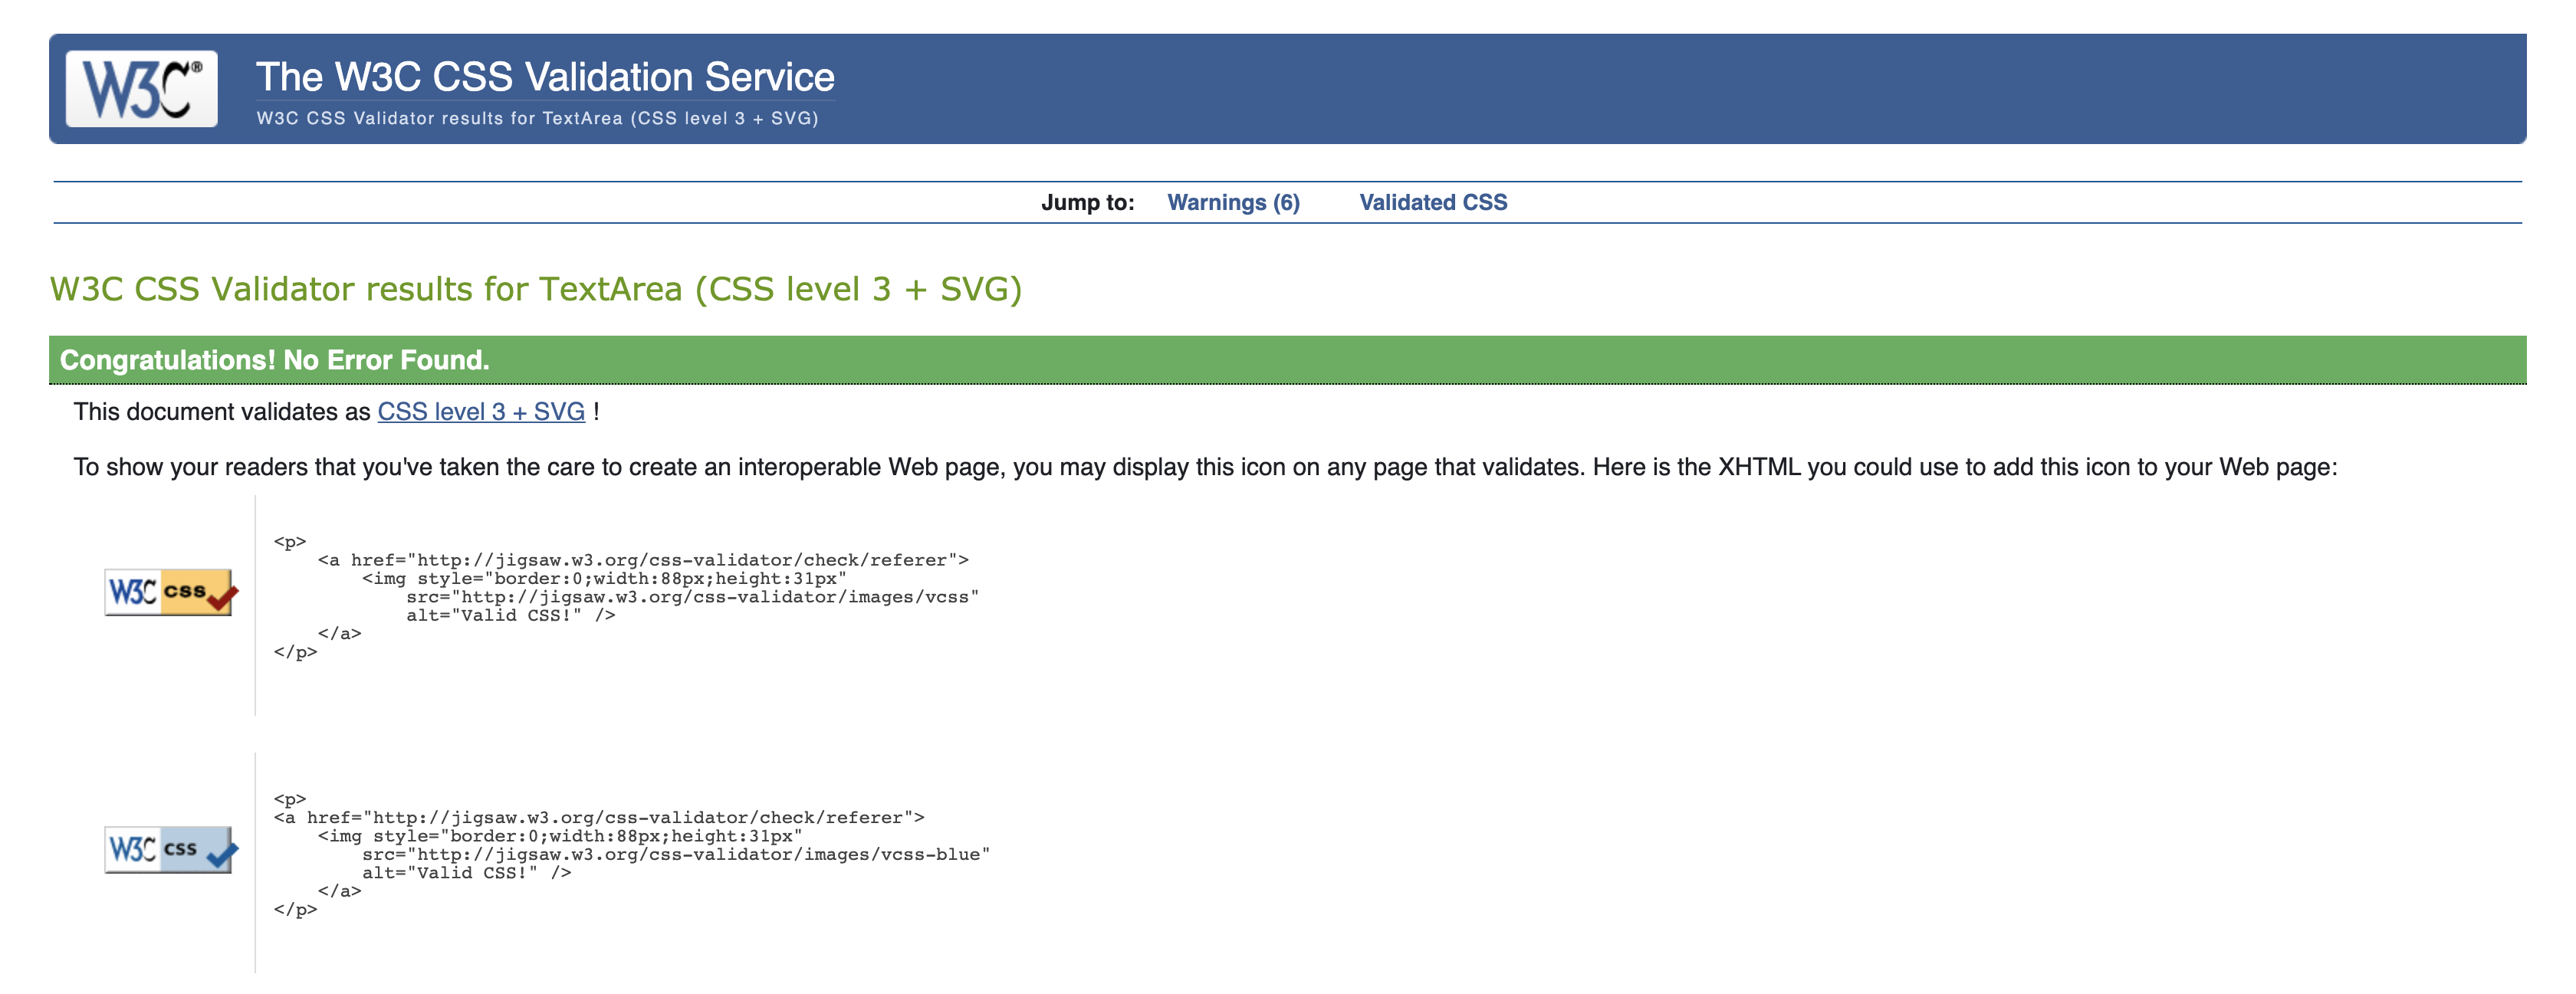 W3C®
The W3C CSS Validation Service
W3C CSS Validator results for TextArea (CSS level 3 + SVG)
Jump to: Warnings (6) Validated CSS
W3C CSS Validator results for TextArea (CSS level 3 + SVG)
Congratulations! No Error Found.
This document validates as CSS level 3 + SVG !
To show your readers that you've taken the care to create an interoperable Web page, you may display this icon on any page that validates. Here is the XHTML you could use to add this icon to your Web page:
W3C css
<p>
    <a href="http://jigsaw.w3.org/css-validator/check/referer">
        <img style="border:0;width:88px;height:31px"
            src="http://jigsaw.w3.org/css-validator/images/vcss"
            alt="Valid CSS!" />
    </a>
</p>
W3C css
<p>
<a href="http://jigsaw.w3.org/css-validator/check/referer">
    <img style="border:0;width:88px;height:31px"
        src="http://jigsaw.w3.org/css-validator/images/vcss-blue"
        alt="Valid CSS!" />
    </a>
</p>